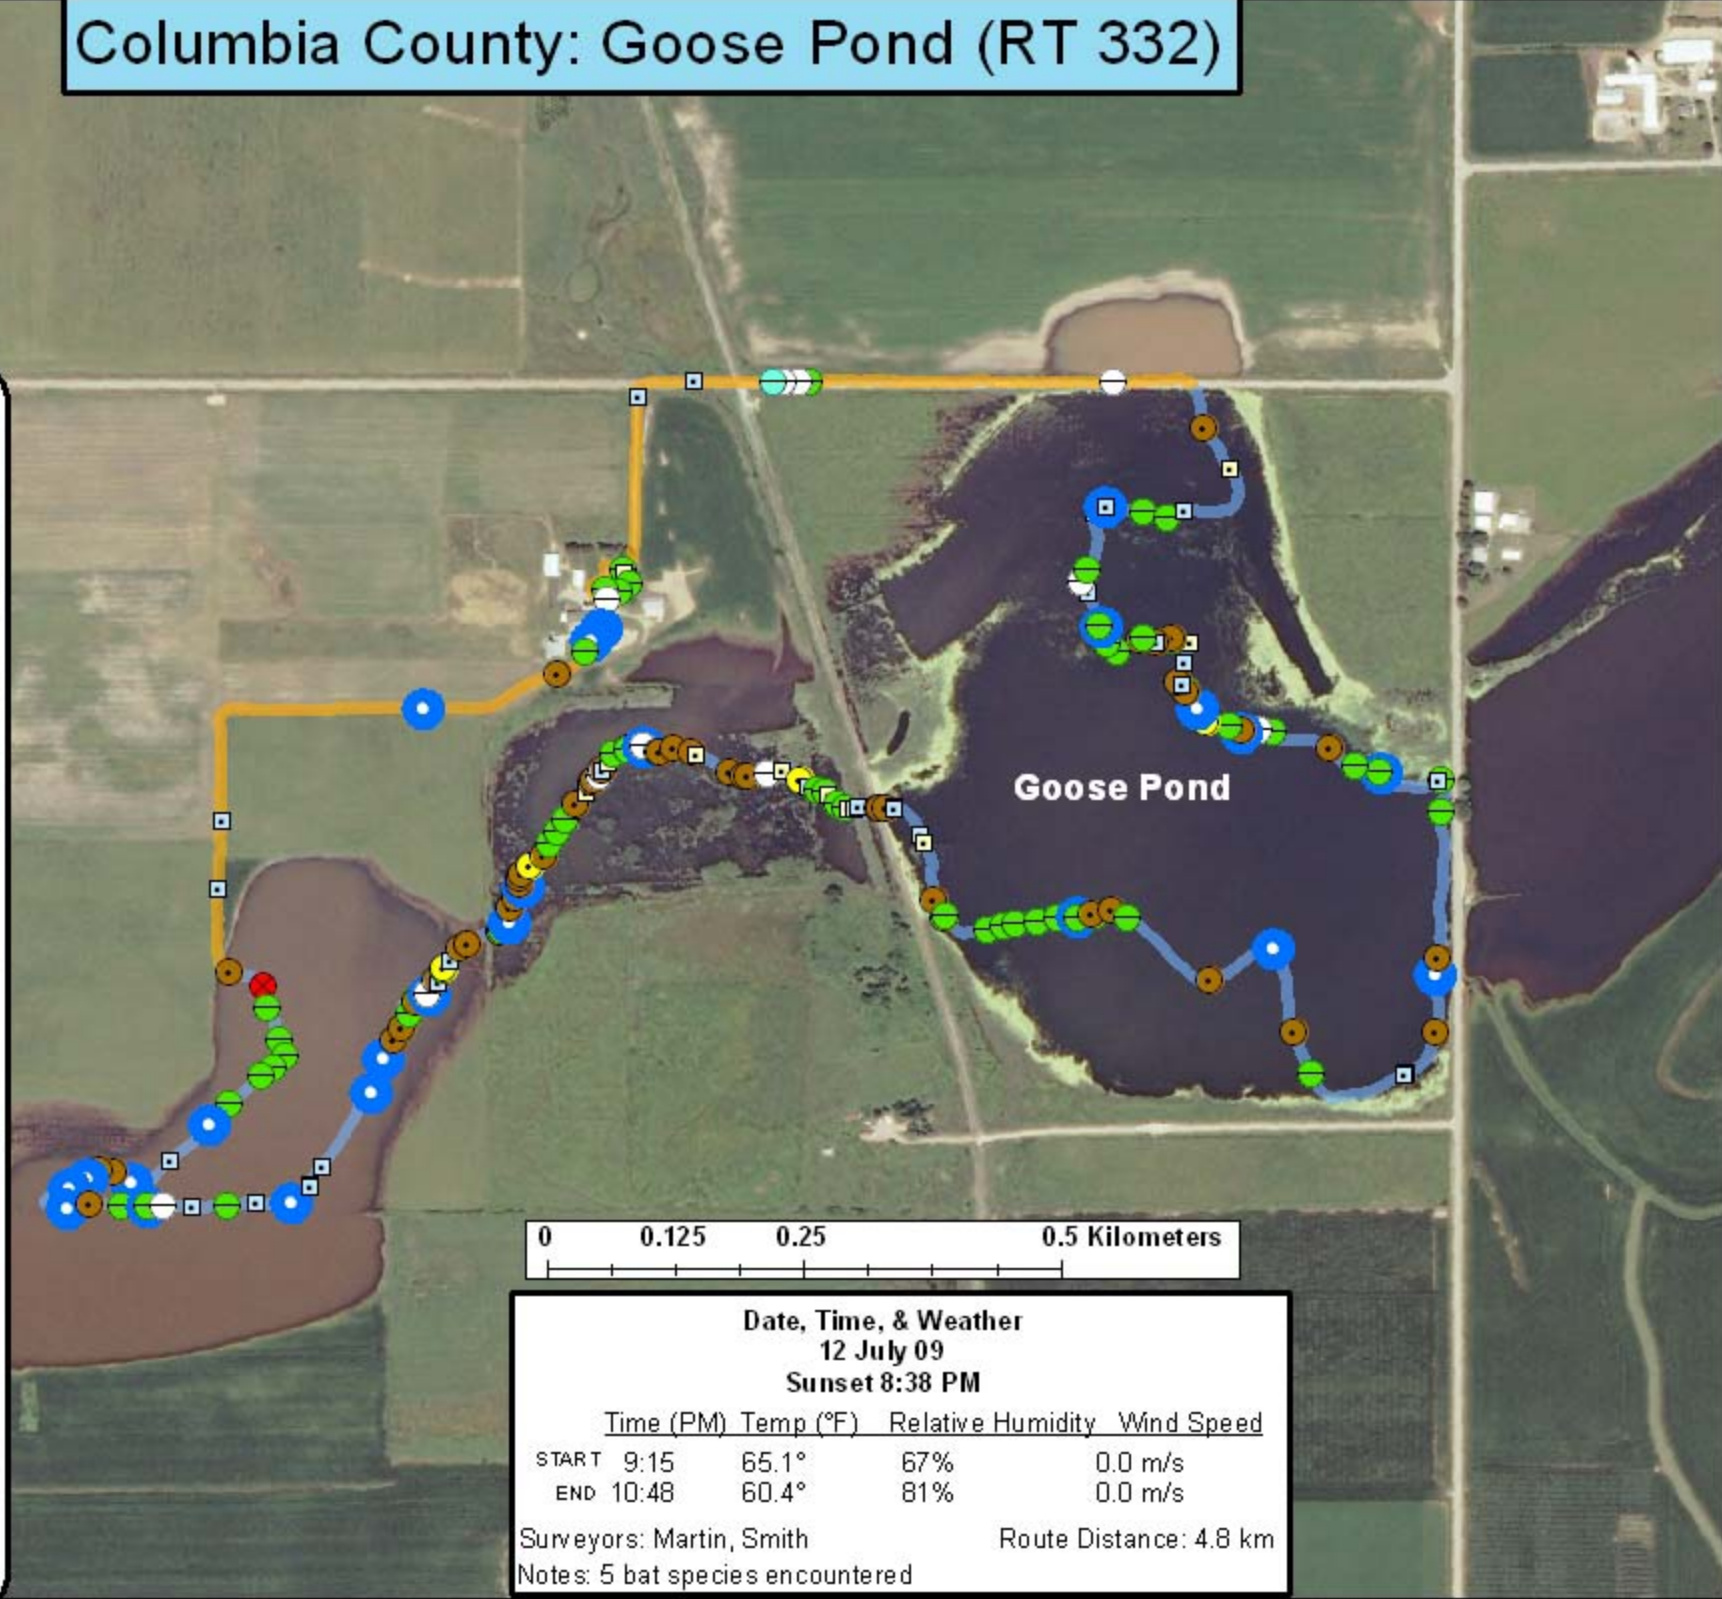 Columbia County: Goose Pond (RT 332)
Goose Pond
0 0.125 0.25 0.5 Kilometers
Date, Time, & Weather
12 July 09
Sunset 8:38 PM
Time (PM) Temp (°F) Relative Humidity Wind Speed
START 9:15 65.1° 67% 0.0 m/s
END 10:48 60.4° 81% 0.0 m/s
Surveyors: Martin, Smith Route Distance: 4.8 km
Notes: 5 bat species encountered